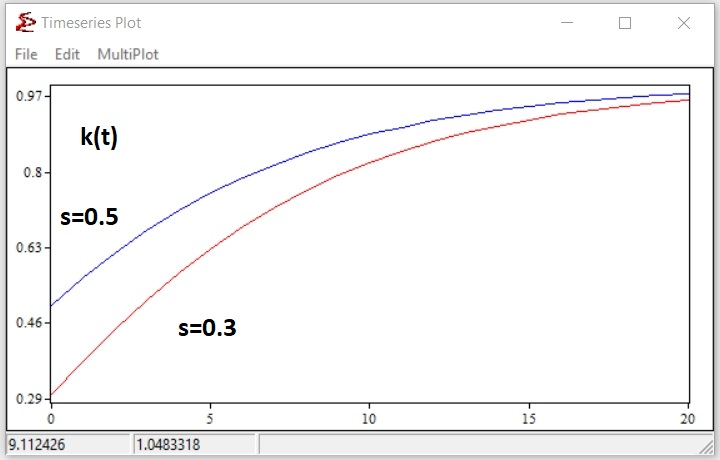 Timeseries Plot
File Edit MultiPlot
0.97
k(t)
0.8
s=0.5
0.63
0.46
s=0.3
0.29
0 5 10 15 20
9.112426 1.0483318